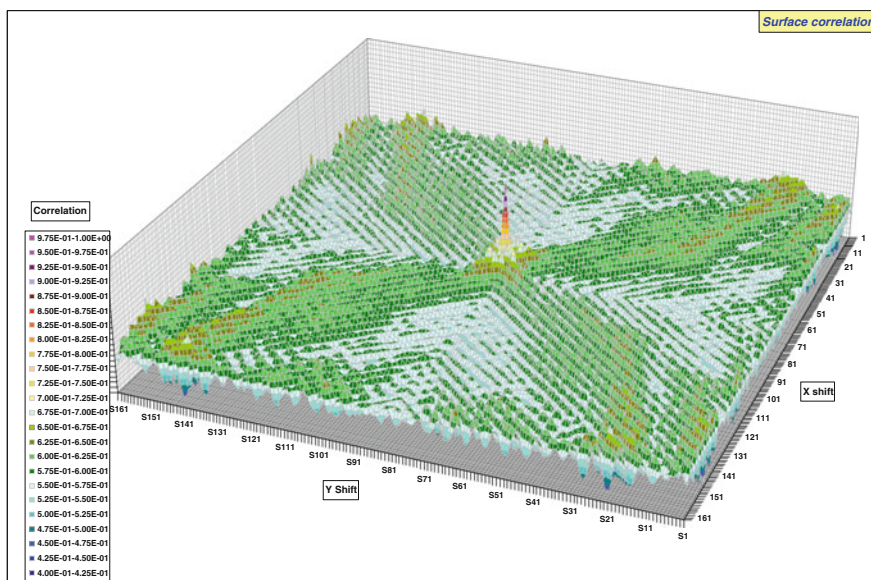 Surface correlation
Correlation
9.75E-01-1.00E+00
9.50E-01-9.75E-01
9.25E-01-9.50E-01
9.00E-01-9.25E-01
8.75E-01-9.00E-01
8.50E-01-8.75E-01
8.25E-01-8.50E-01
8.00E-01-8.25E-01
7.75E-01-8.00E-01
7.50E-01-7.75E-01
7.25E-01-7.50E-01
7.00E-01-7.25E-01
6.75E-01-7.00E-01
6.50E-01-6.75E-01
6.25E-01-6.50E-01
6.00E-01-6.25E-01
5.75E-01-6.00E-01
5.50E-01-5.75E-01
5.25E-01-5.50E-01
5.00E-01-5.25E-01
4.75E-01-5.00E-01
4.50E-01-4.75E-01
4.25E-01-4.50E-01
4.00E-01-4.25E-01
S161
S151
S141
S131
S121
S111
S101
S91
S81
S71
S61
S51
S41
S31
S21
S11
S1
Y Shift
1
11
21
31
41
51
61
71
81
91
101
111
121
131
141
151
161
X shift